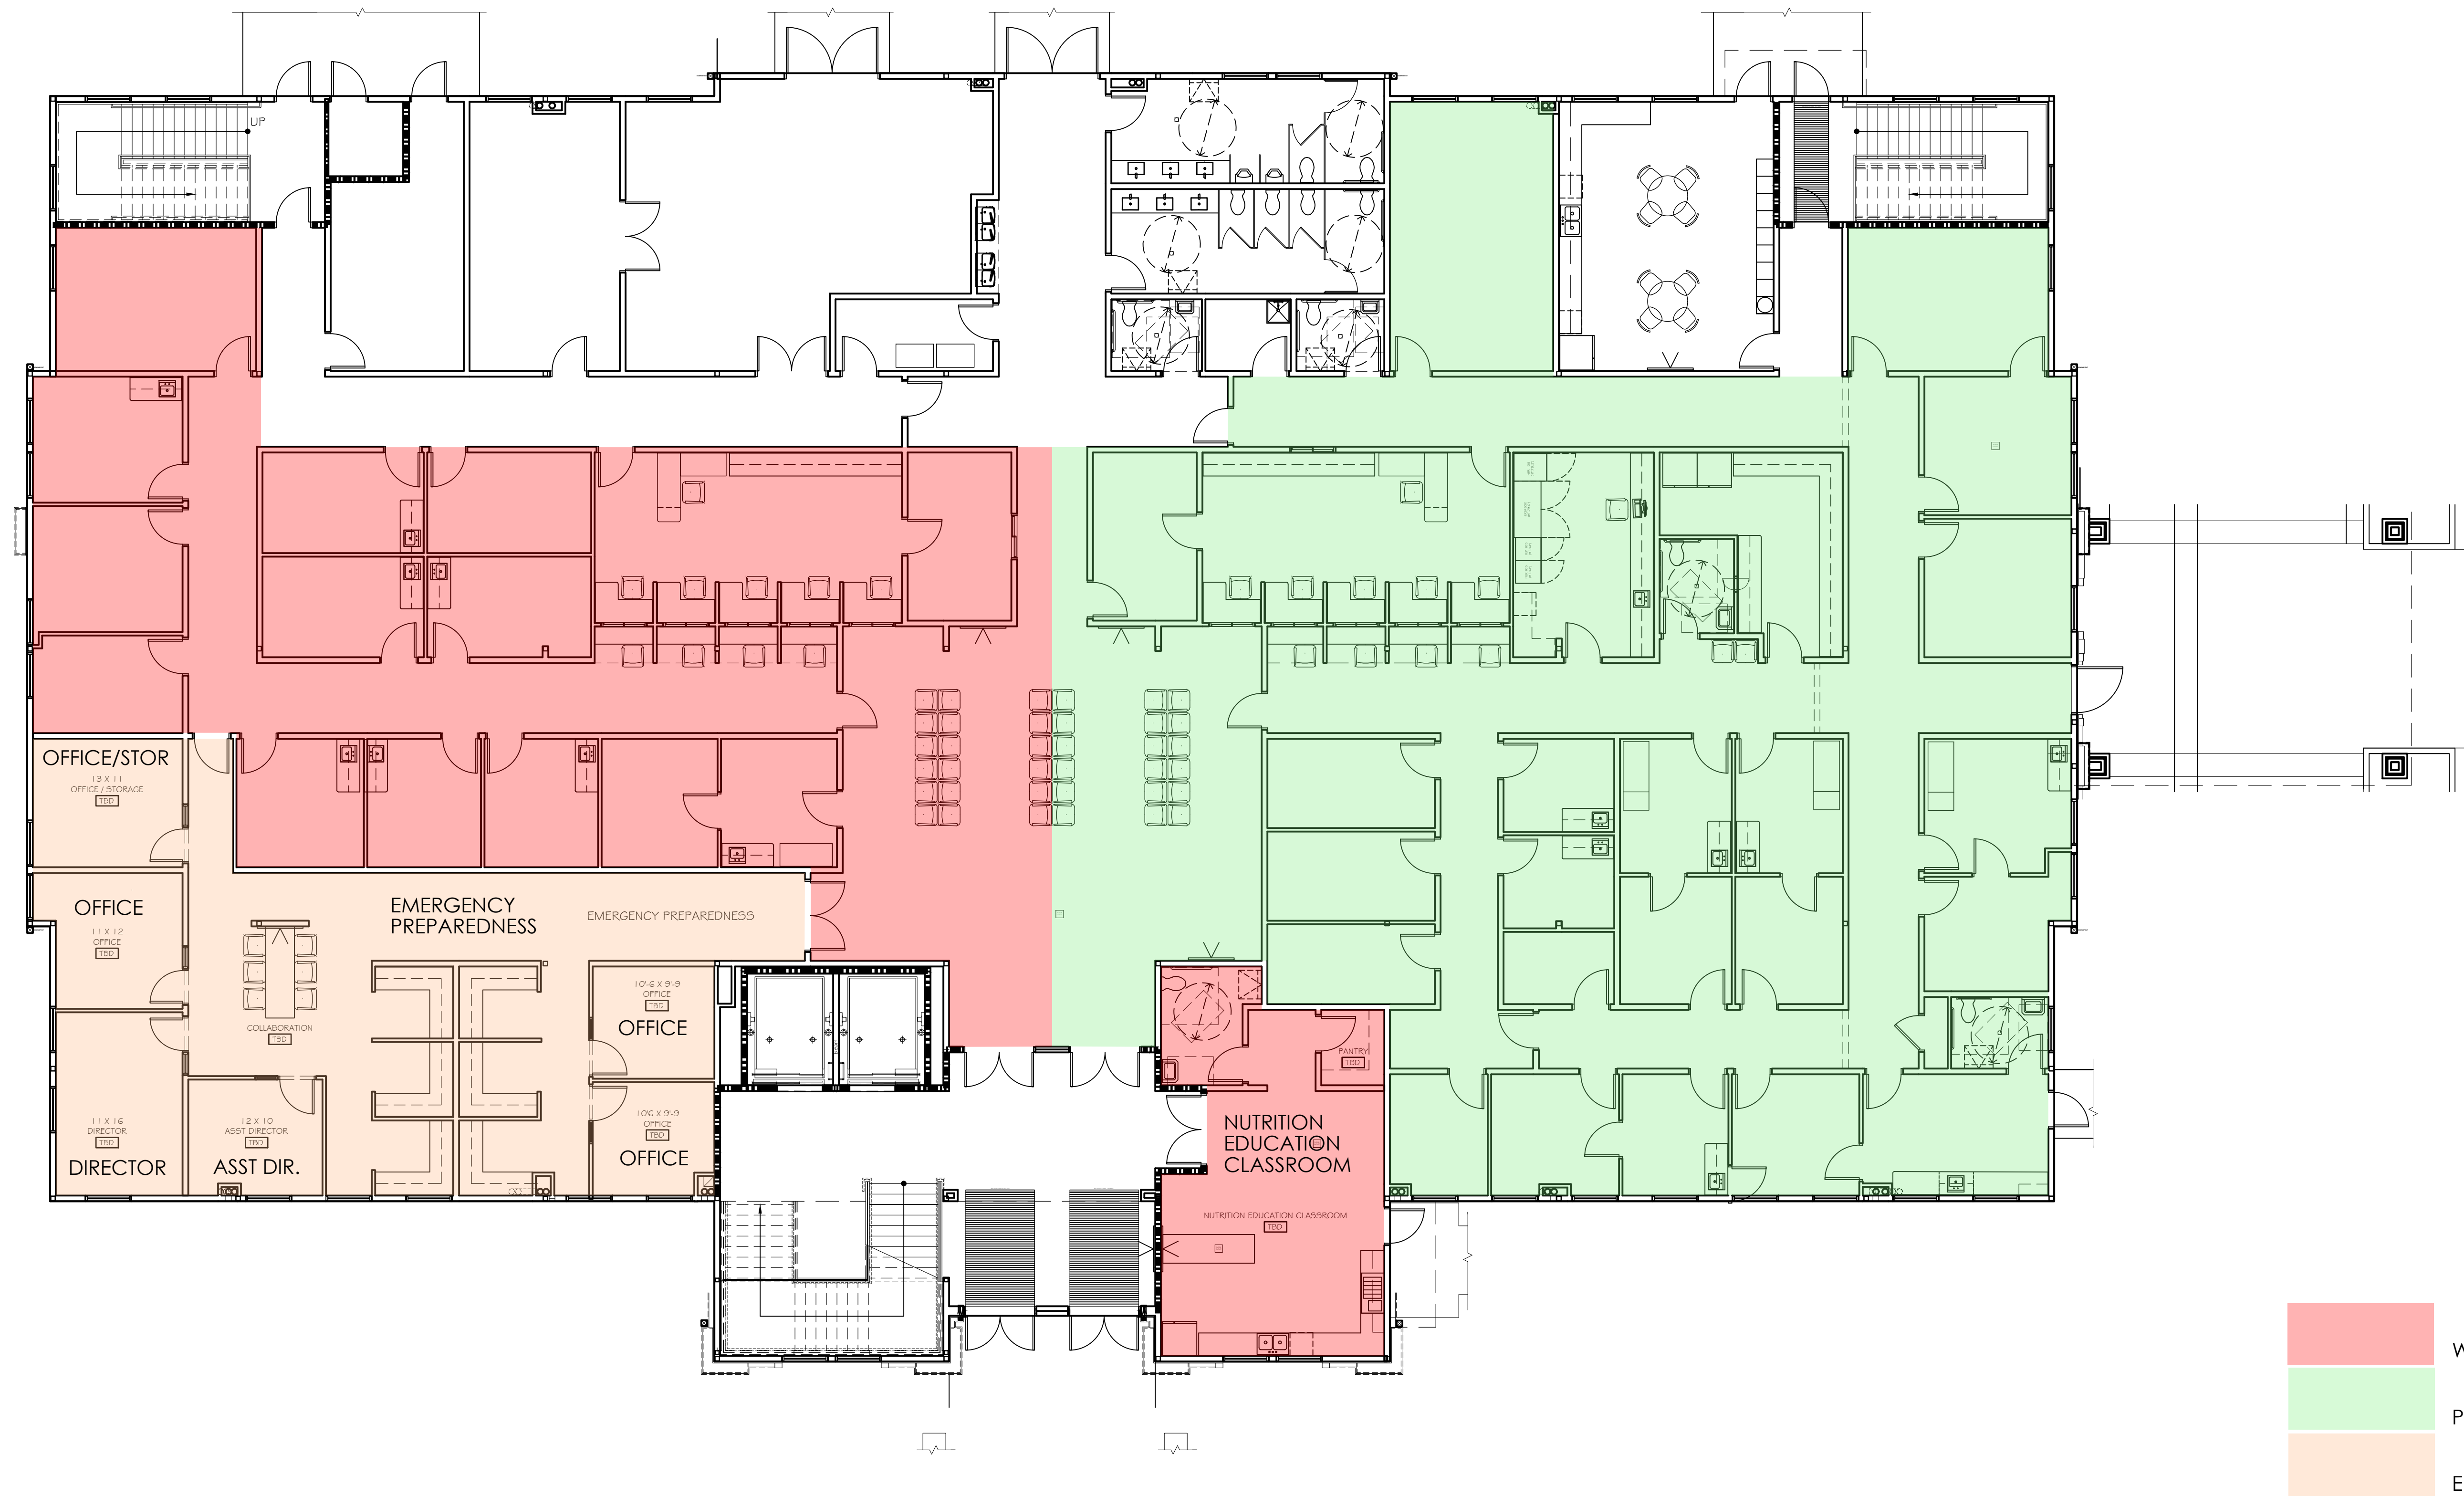 UP
OFFICE/STOR
13 X 11
OFFICE / STORAGE
TBD
OFFICE
11 X 12
OFFICE
TBD
EMERGENCY
PREPAREDNESS
EMERGENCY PREPAREDNESS
COLLABORATION
TBD
10'-6 X 9'-9
OFFICE
TBD
OFFICE
PANTRY
TBD
11 X 16
DIRECTOR
TBD
DIRECTOR
12 X 10
ASST DIRECTOR
TBD
ASST DIR.
10'6 X 9'-9
OFFICE
TBD
OFFICE
NUTRITION
EDUCATION
CLASSROOM
NUTRITION EDUCATION CLASSROOM
TBD
W
P
E